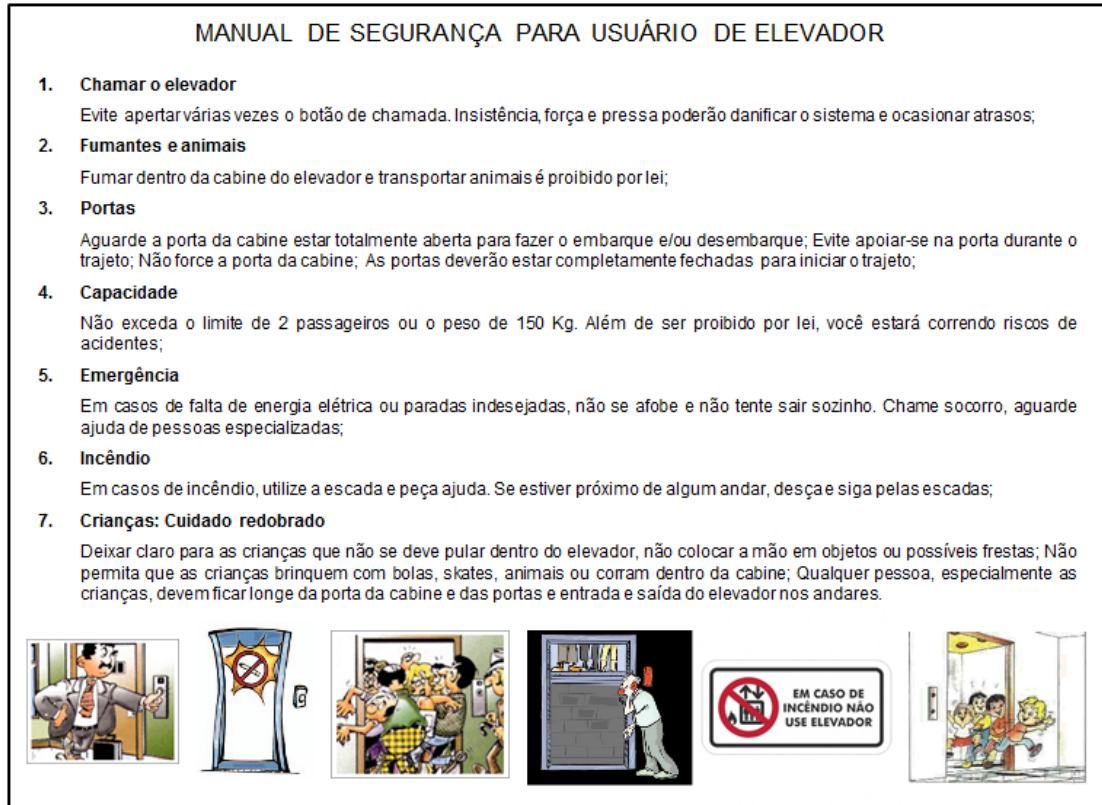 MANUAL DE SEGURANÇA PARA USUÁRIO DE ELEVADOR
1. Chamar o elevador
Evite apertar várias vezes o botão de chamada. Insistência, força e pressa poderão danificar o sistema e ocasionar atrasos;
2. Fumantes e animais
Fumar dentro da cabine do elevador e transportar animais é proibido por lei;
3. Portas
Aguarde a porta da cabine estar totalmente aberta para fazer o embarque e/ou desembarque; Evite apoiar-se na porta durante o
trajeto; Não force a porta da cabine; As portas deverão estar completamente fechadas para iniciar o trajeto;
4. Capacidade
Não exceda o limite de 2 passageiros ou o peso de 150 Kg. Além de ser proibido por lei, você estará correndo riscos de
acidentes;
5. Emergência
Em casos de falta de energia elétrica ou paradas indesejadas, não se afobe e não tente sair sozinho. Chame socorro, aguarde
ajuda de pessoas especializadas;
6. Incêndio
Em casos de incêndio, utilize a escada e peça ajuda. Se estiver próximo de algum andar, desça e siga pelas escadas;
7. Crianças: Cuidado redobrado
Deixar claro para as crianças que não se deve pular dentro do elevador, não colocar a mão em objetos ou possíveis frestas; Não
permita que as crianças brinquem com bolas, skates, animais ou corram dentro da cabine; Qualquer pessoa, especialmente as
crianças, devem ficar longe da porta da cabine e das portas e entrada e saída do elevador nos andares.
EM CASO DE
INCÊNDIO NÃO
USE ELEVADOR